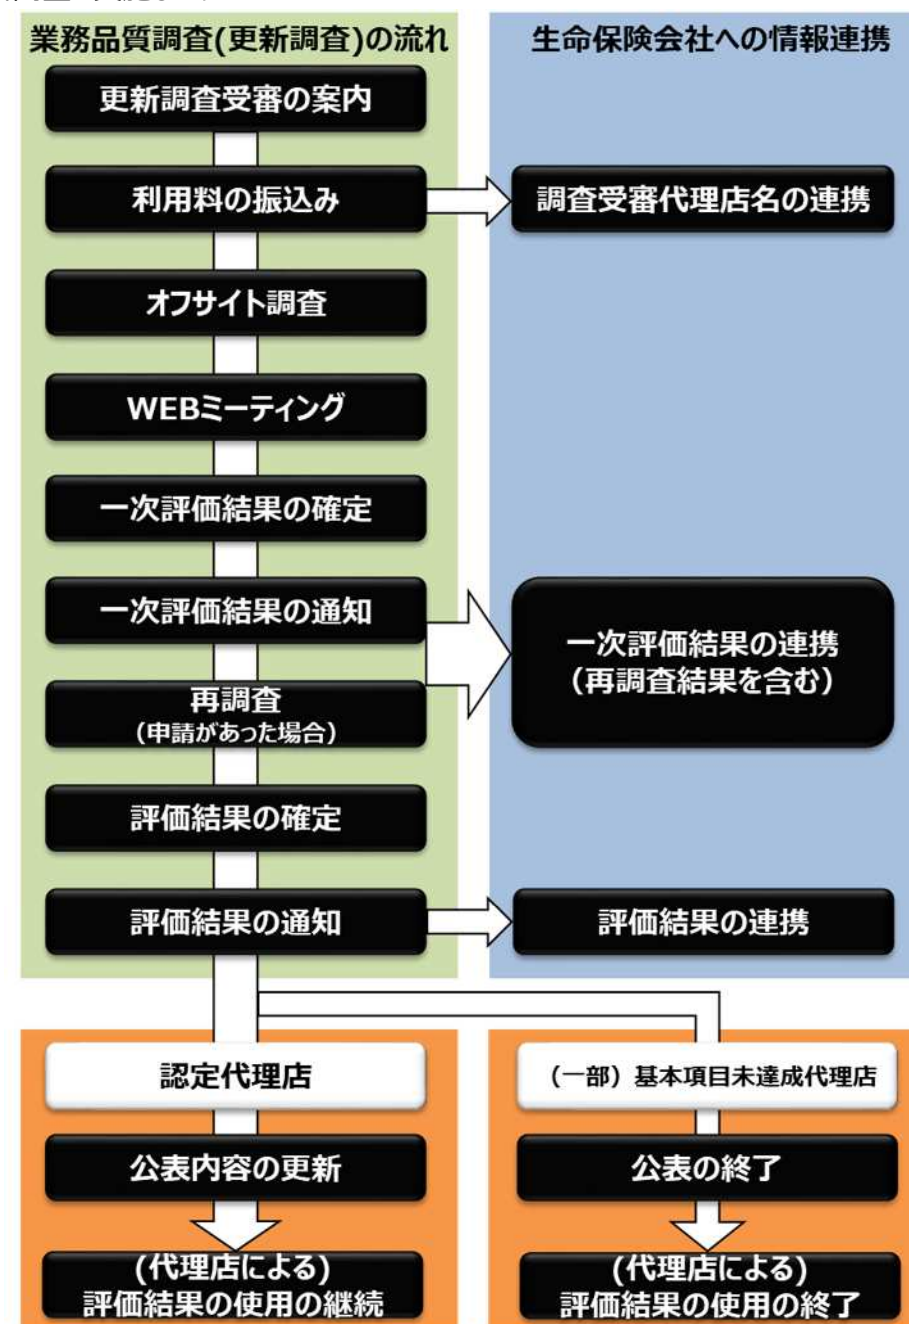 業務品質調査(更新調査)の流れ
生命保険会社への情報連携
更新調査受審の案内
利用料の振込み
調査受審代理店名の連携
オフサイト調査
WEBミーティング
一次評価結果の確定
一次評価結果の通知
一次評価結果の連携
（再調査結果を含む）
再調査
（申請があった場合）
評価結果の確定
評価結果の通知
評価結果の連携
認定代理店
（一部）基本項目未達成代理店
公表内容の更新
公表の終了
(代理店による)
評価結果の使用の継続
(代理店による)
評価結果の使用の終了